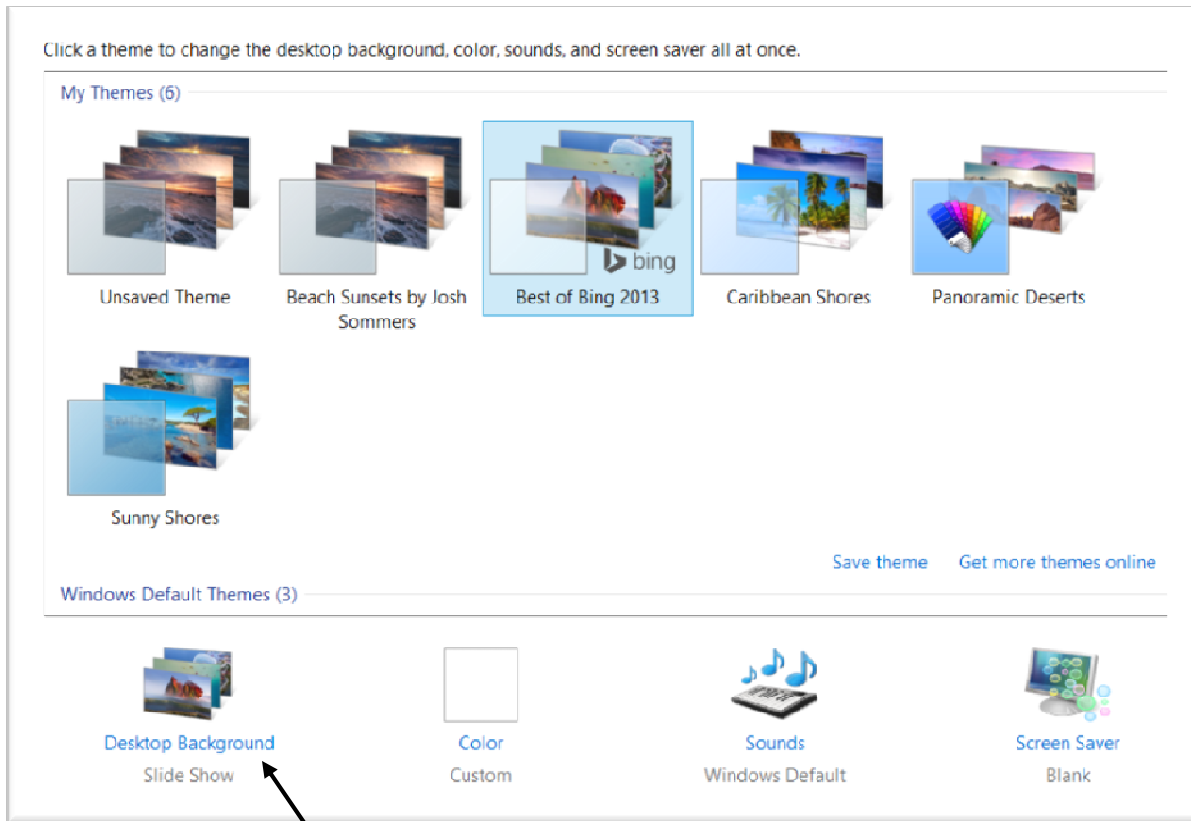 Click a theme to change the desktop background, color, sounds, and screen saver all at once.
My Themes (6)
bing
Unsaved Theme
Beach Sunsets by Josh Sommers
Best of Bing 2013
Caribbean Shores
Panoramic Deserts
Sunny Shores
Save theme
Get more themes online
Windows Default Themes (3)
Desktop Background
Slide Show
Color
Custom
Sounds
Windows Default
Screen Saver
Blank